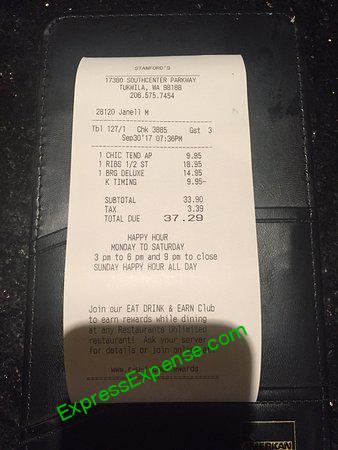 STANFORD'S
17380 SOUTHCENTER PARKWAY
TUKWILA, WA 98188
206.575.7454
28120 Janell M
Tbl 127/1 Chk 3885 Gst 3
Sep30'17 07:36PM
1 CHIC TEND AP 9.95
1 RIBS 1/2 ST 18.95
1 BRG DELUXE 14.95
K TIMING 9.95-
SUBTOTAL 33.90
TAX 3.39
TOTAL DUE 37.29
HAPPY HOUR
MONDAY TO SATURDAY
3 pm to 6 pm and 9 pm to close
SUNDAY HAPPY HOUR ALL DAY
Join our EAT DRINK & EARN Club
to earn rewards while dining
at any Restaurants Unlimited
restaurant! Ask your server
for details or join online
rewards
ExpressExpense.com
AMERICAN